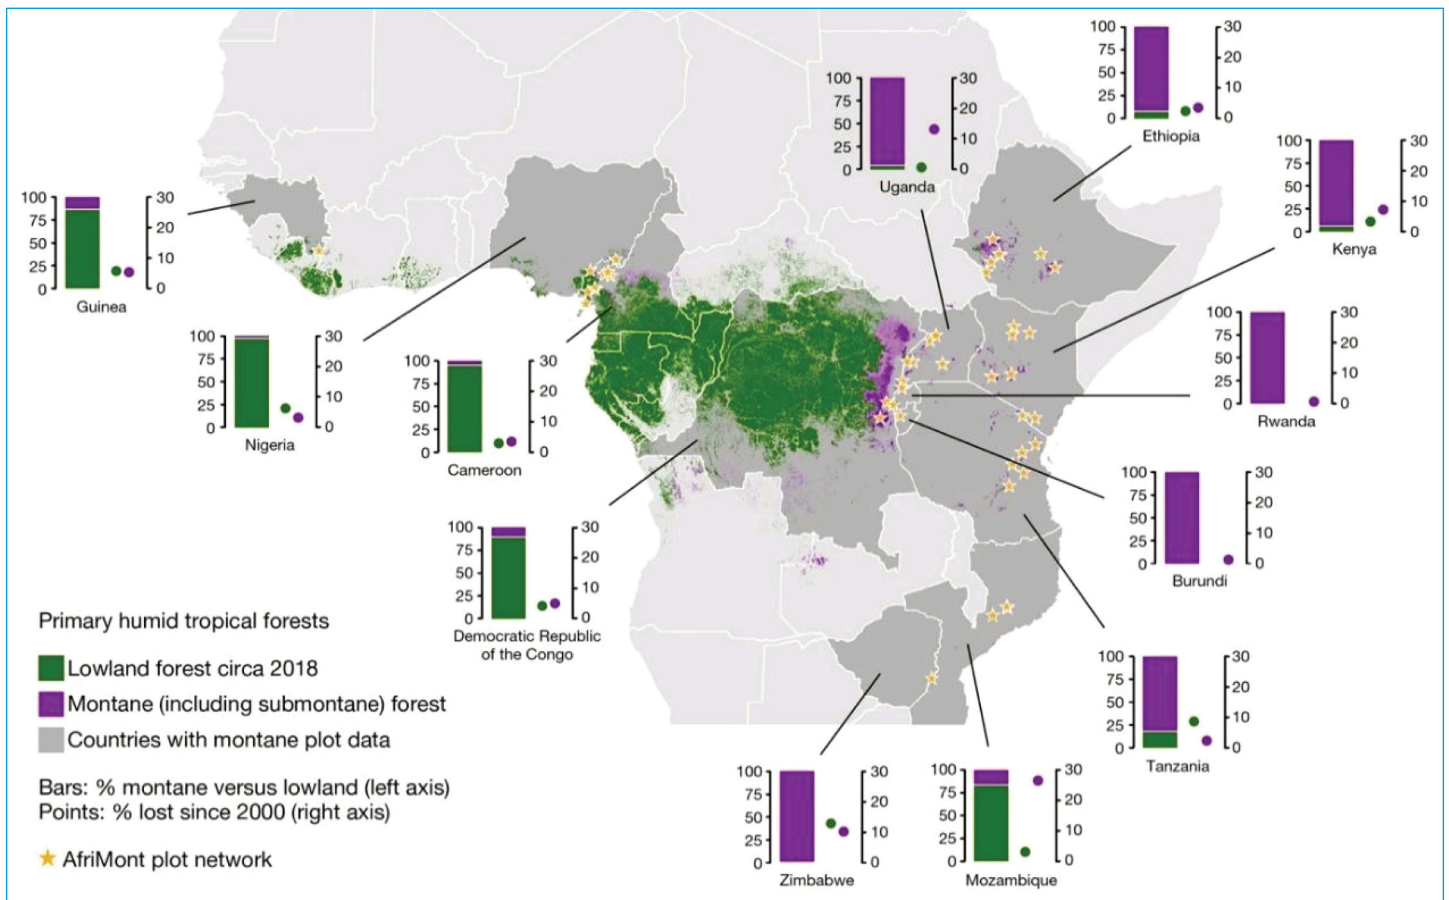 100 75 50 25 0
30 20 10 0
Ethiopia
100 75 50 25 0
30 20 10 0
Uganda
100 75 50 25 0
30 20 10 0
Kenya
100 75 50 25 0
30 20 10 0
Guinea
100 75 50 25 0
30 20 10 0
Nigeria
100 75 50 25 0
30 20 10 0
Cameroon
100 75 50 25 0
30 20 10 0
Rwanda
100 75 50 25 0
30 20 10 0
Burundi
100 75 50 25 0
30 20 10 0
Democratic Republic
of the Congo
100 75 50 25 0
30 20 10 0
Tanzania
100 75 50 25 0
30 20 10 0
Zimbabwe
100 75 50 25 0
30 20 10 0
Mozambique
Primary humid tropical forests
Lowland forest circa 2018
Montane (including submontane) forest
Countries with montane plot data
Bars: % montane versus lowland (left axis)
Points: % lost since 2000 (right axis)
AfriMont plot network